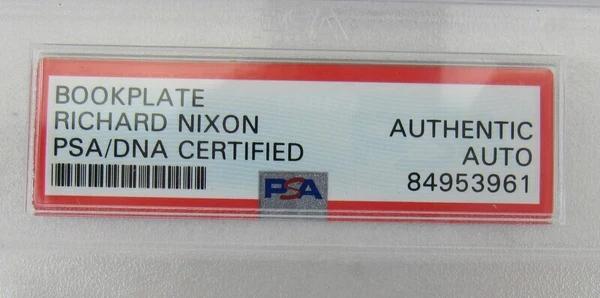 BOOKPLATE
RICHARD NIXON
PSA/DNA CERTIFIED
AUTHENTIC
AUTO
84953961
PSA